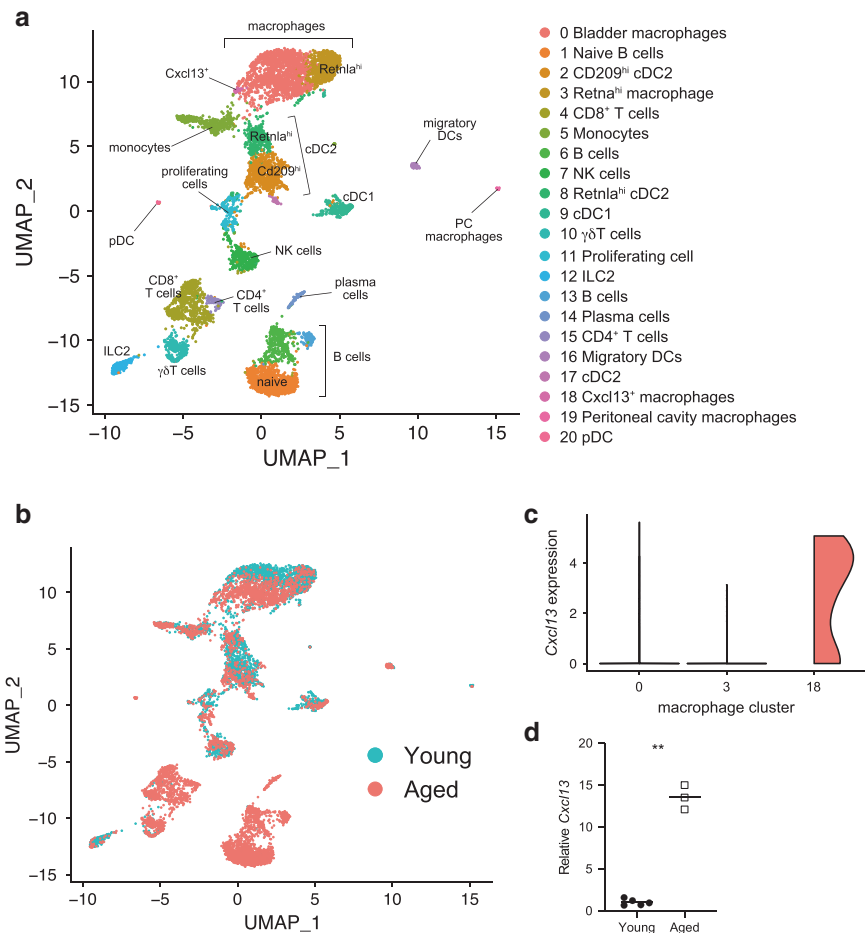 a
macrophages
Cxcl13⁺
Retnlaʰⁱ
monocytes
Retnlaʰⁱ
cDC2
Cd209ʰⁱ
proliferating
cells
migratory
DCs
cDC1
pDC
PC
macrophages
NK cells
CD8⁺
T cells
CD4⁺
T cells
plasma
cells
ILC2
γδT cells
B cells
naive
UMAP_2
10
5
0
−5
−10
−15
−10
−5
0
5
10
15
UMAP_1
0 Bladder macrophages
1 Naive B cells
2 CD209ʰⁱ cDC2
3 Retnaʰⁱ macrophage
4 CD8⁺ T cells
5 Monocytes
6 B cells
7 NK cells
8 Retnlaʰⁱ cDC2
9 cDC1
10 γδT cells
11 Proliferating cell
12 ILC2
13 B cells
14 Plasma cells
15 CD4⁺ T cells
16 Migratory DCs
17 cDC2
18 Cxcl13⁺ macrophages
19 Peritoneal cavity macrophages
20 pDC
b
UMAP_2
10
5
0
−5
−10
−15
−10
−5
0
5
10
15
UMAP_1
Young
Aged
c
Cxcl13 expression
4
2
0
0
3
18
macrophage cluster
d
Relative Cxcl13
20
15
10
5
0
**
Young
Aged